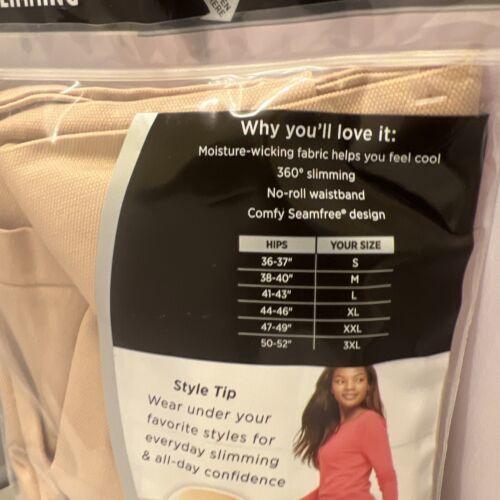 Why you'll love it:
Moisture-wicking fabric helps you feel cool
360° slimming
No-roll waistband
Comfy Seamfree® design
HIPS YOUR SIZE
36-37" S
38-40" M
41-43" L
44-46" XL
47-49" XXL
50-52" 3XL
Style Tip
Wear under your
favorite styles for
everyday slimming
& all-day confidence